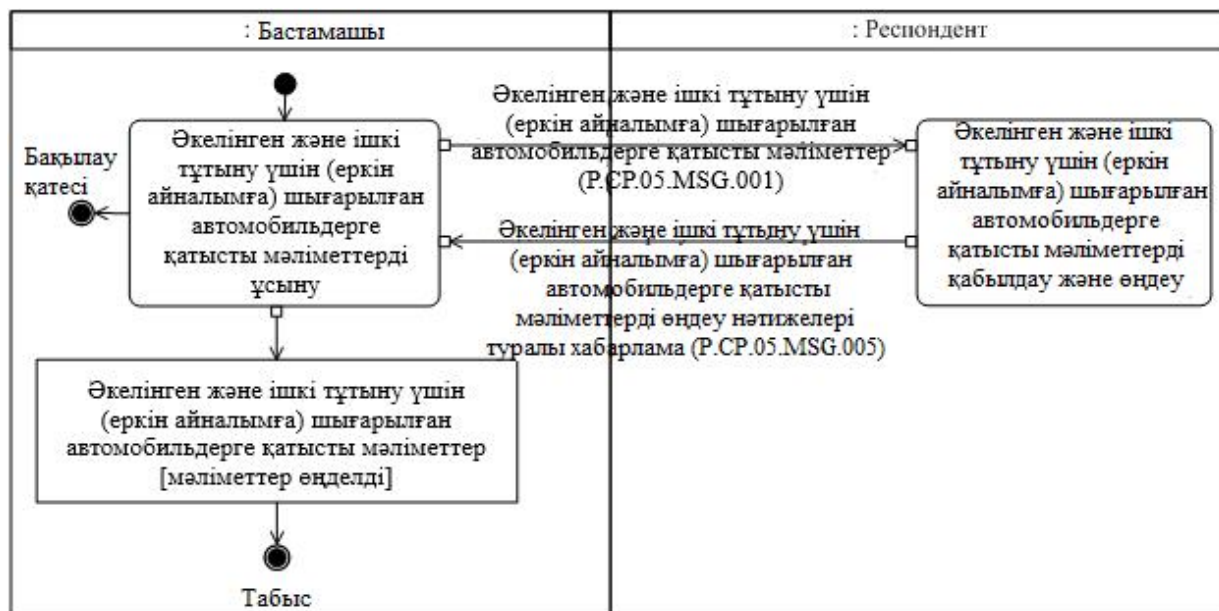 : Бастамашы
: Респондент
Әкелінген және ішкі
тұтыну үшін (еркін
айналымға) шығарылған
автомобильдерге
қатысты мәліметтерді
ұсыну
Бақылау
қатесі
Әкелінген және ішкі тұтыну үшін
(еркін айналымға) шығарылған
автомобильдерге қатысты мәліметтер
(P.CP.05.MSG.001)
Әкелінген және ішкі тұтыну үшін
(еркін айналымға) шығарылған
автомобильдерге қатысты
мәліметтерді өңдеу нәтижелері
туралы хабарлама (P.CP.05.MSG.005)
Әкелінген және ішкі
тұтыну үшін (еркін
айналымға) шығарылған
автомобильдерге
қатысты мәліметтерді
қабылдау және өңдеу
Әкелінген және ішкі тұтыну үшін
(еркін айналымға) шығарылған
автомобильдерге қатысты мәліметтер
[мәліметтер өңделді]
Табыс